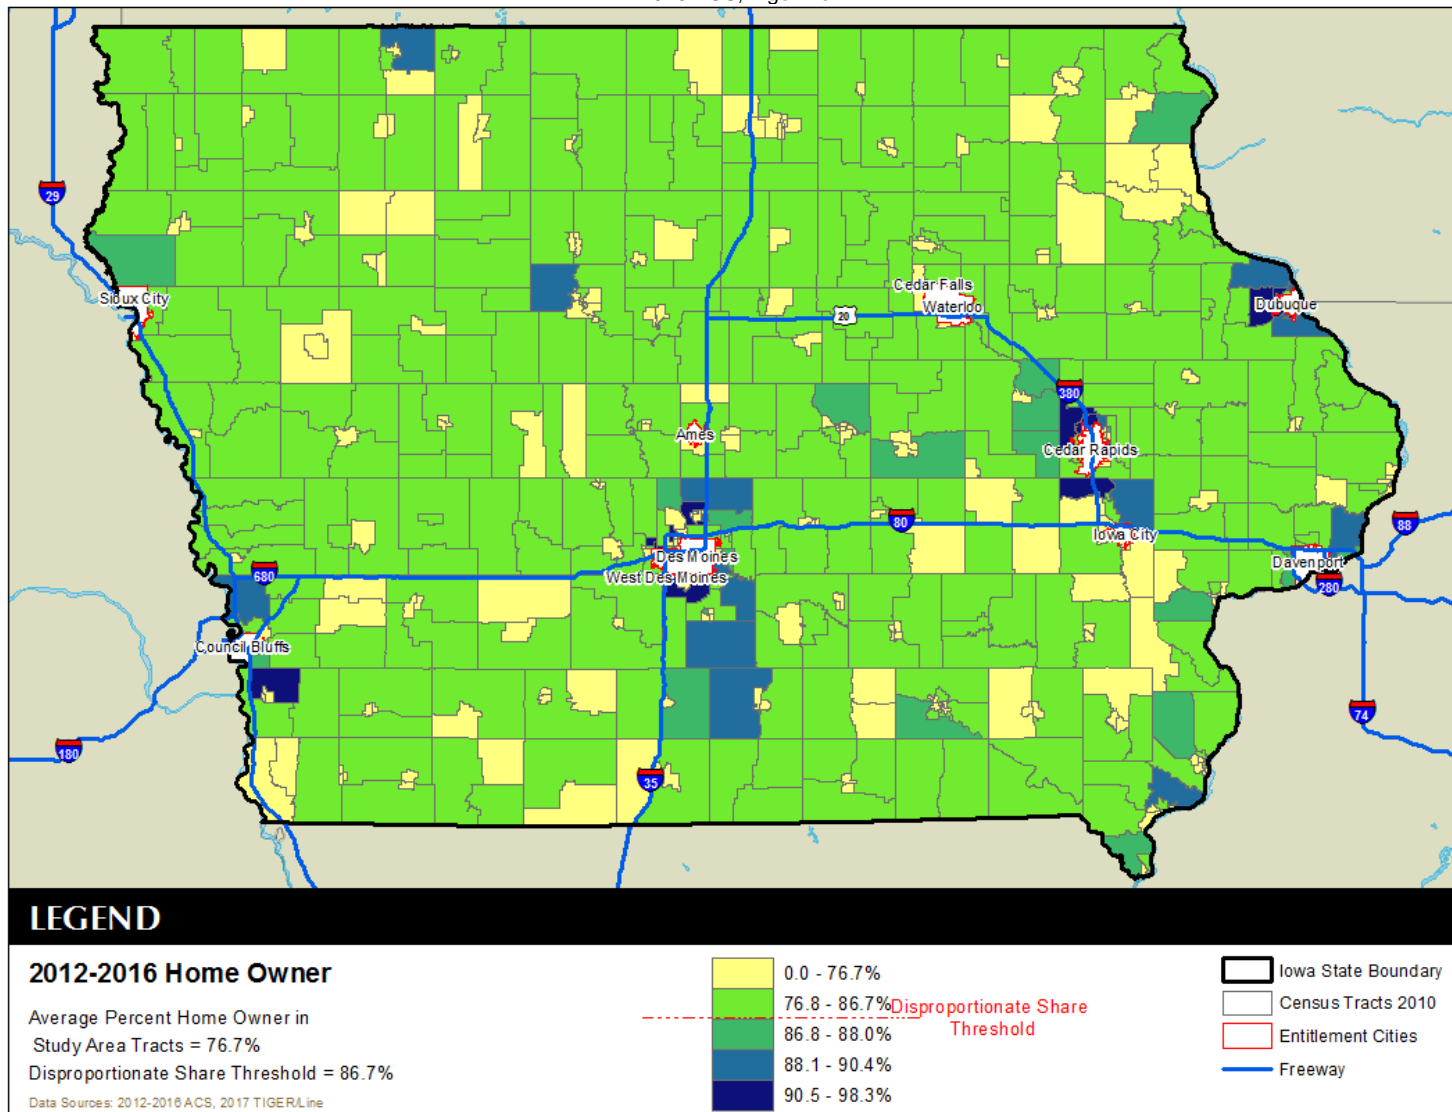 29
Sioux City
Cedar Falls
Waterloo
20
Dubuque
380
Ames
Cedar Rapids
80
88
Iowa City
Des Moines
West Des Moines
Davenport
280
680
Council Bluffs
180
74
35
LEGEND
2012-2016 Home Owner
Average Percent Home Owner in
Study Area Tracts = 76.7%
Disproportionate Share Threshold = 86.7%
Data Sources: 2012-2016 ACS, 2017 TIGER/Line
0.0 - 76.7%
76.8 - 86.7%
86.8 - 88.0%
88.1 - 90.4%
90.5 - 98.3%
Disproportionate Share
Threshold
Iowa State Boundary
Census Tracts 2010
Entitlement Cities
Freeway